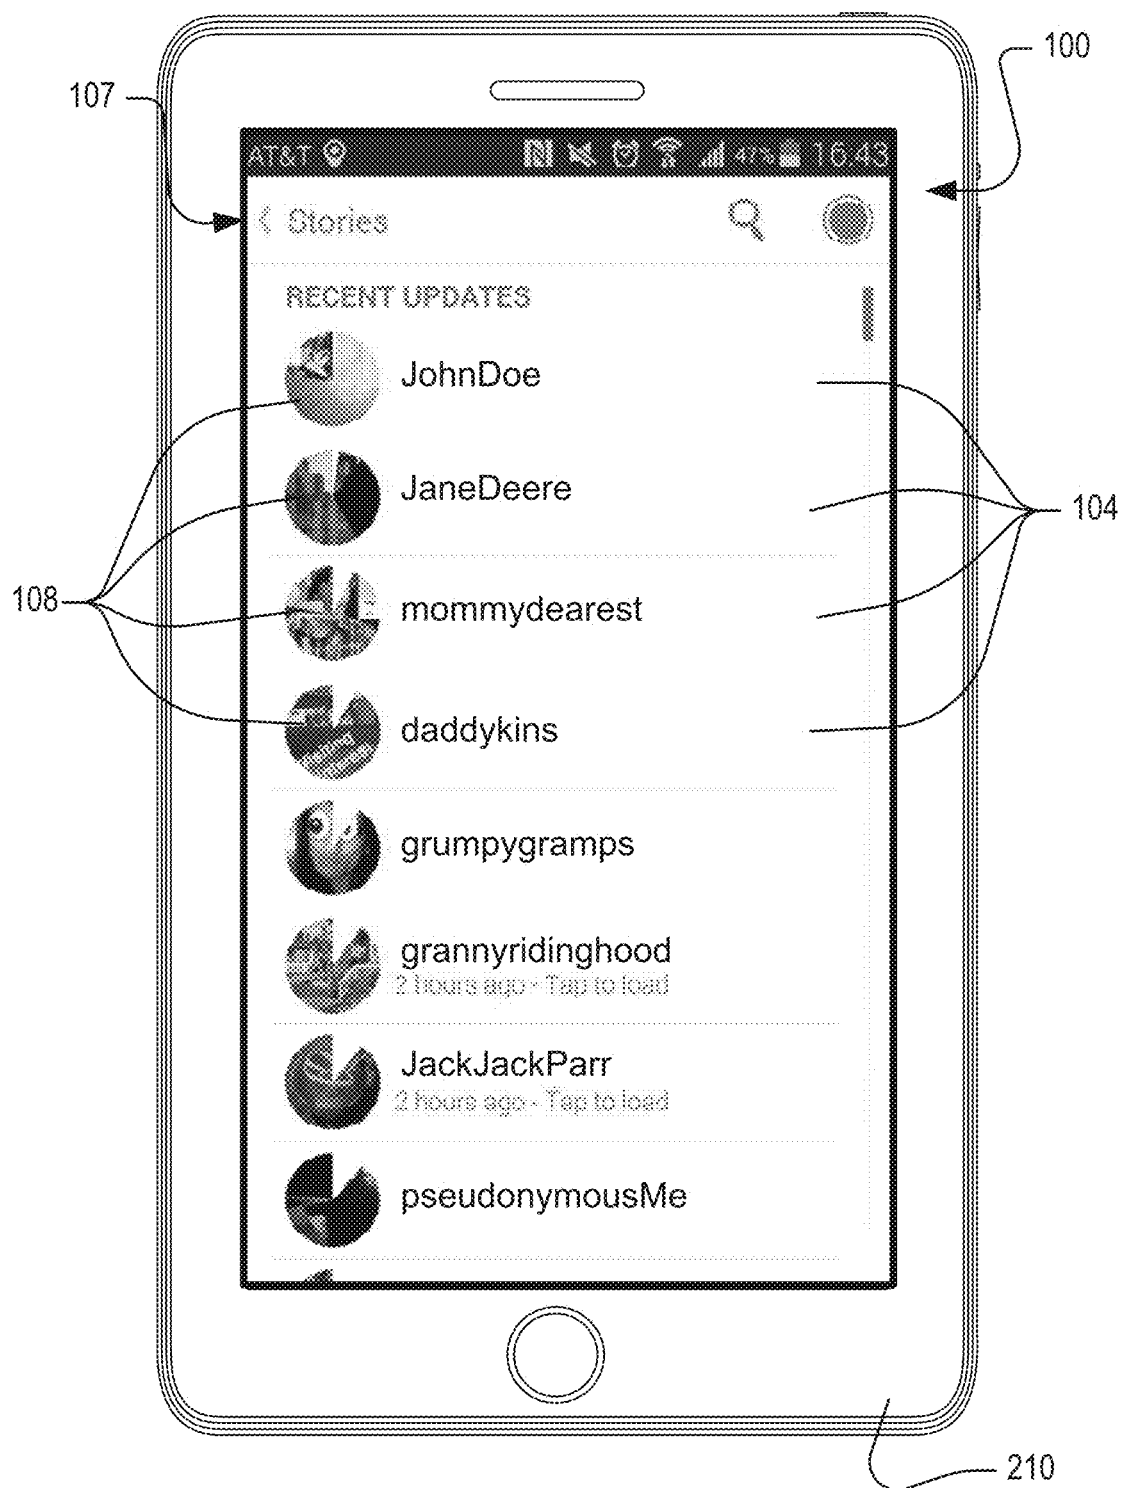 100
107
AT&T 47% 16:43
Stories
RECENT UPDATES
JohnDoe
JaneDeere
104
108
mommydearest
daddykins
grumpygramps
grannyridinghood
2 hours ago - Tap to load
JackJackParr
2 hours ago - Tap to load
pseudonymousMe
210